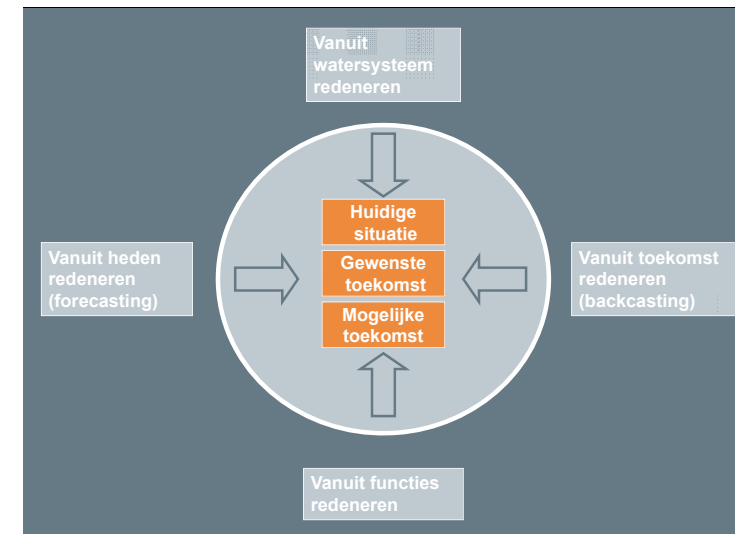 Vanuit
watersysteem
redeneren
Huidige
situatie
Vanuit heden
redeneren
(forecasting)
Gewenste
toekomst
Vanuit toekomst
redeneren
(backcasting)
Mogelijke
toekomst
Vanuit functies
redeneren